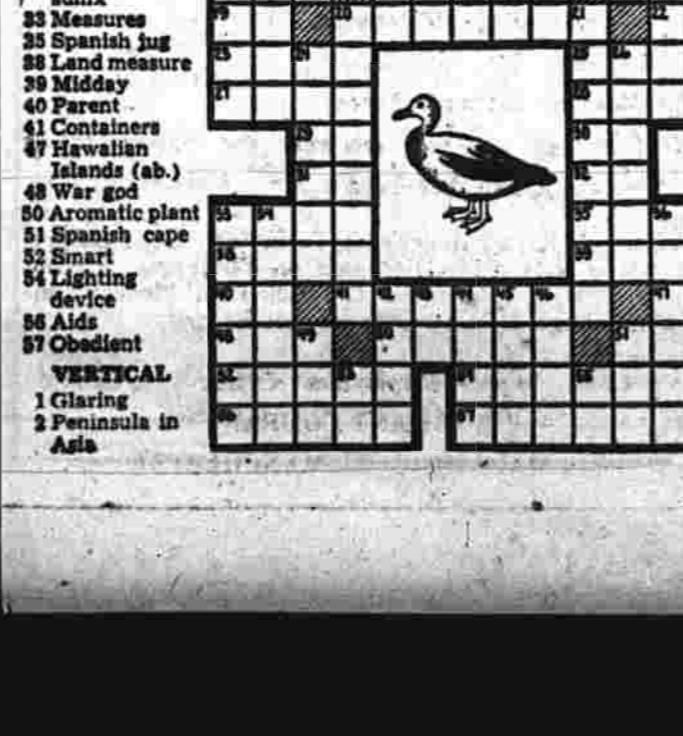 33 Measures
35 Spanish jug
38 Land measure
39 Midday
40 Parent
41 Containers
47 Hawaiian
Islands (ab.)
48 War god
50 Aromatic plant
51 Spanish cape
52 Smart
54 Lighting
device
56 Aids
57 Obedient
VERTICAL
1 Glaring
2 Peninsula in
Asia